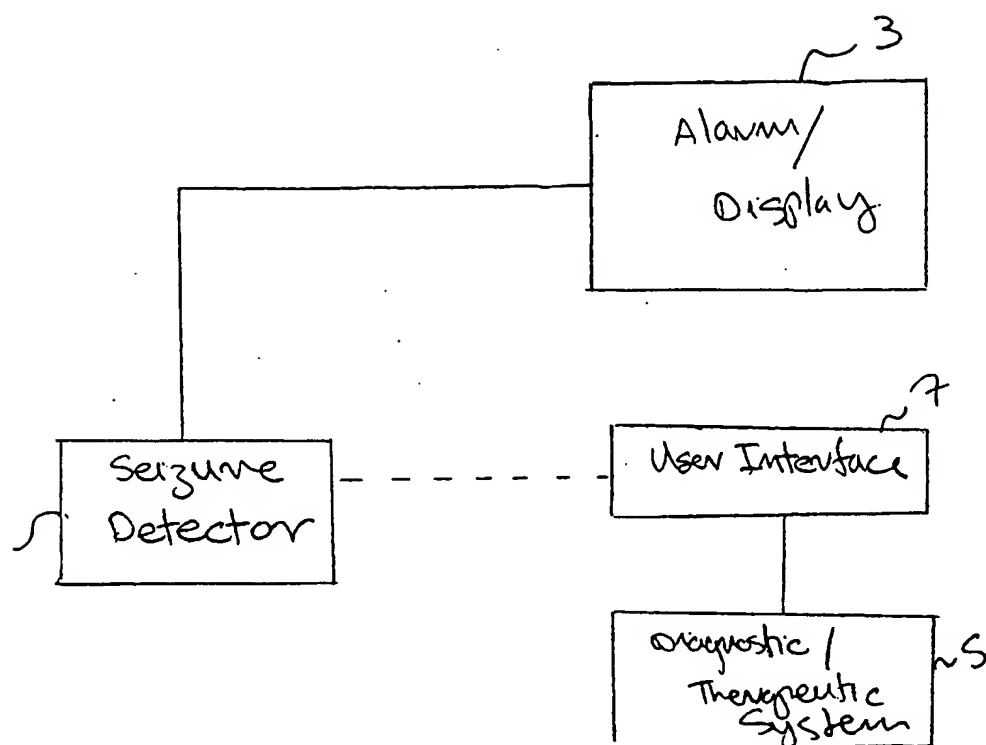 3
Alarm/
Display
7
User Interface
Seizure
Detector
Diagnostic /
Therapeutic
System
5